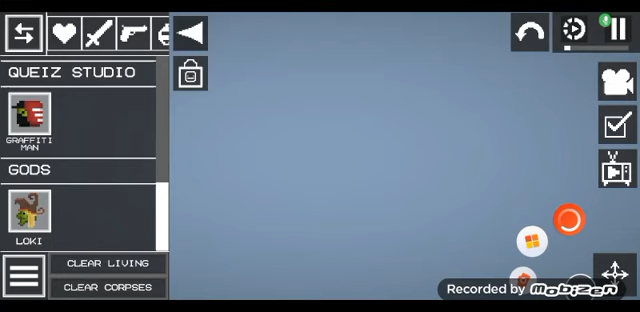 QUEIZ STUDIO
GRAFFITI
MAN
GODS
LOKI
CLEAR LIVING
CLEAR CORPSES
Recorded by Mobizen